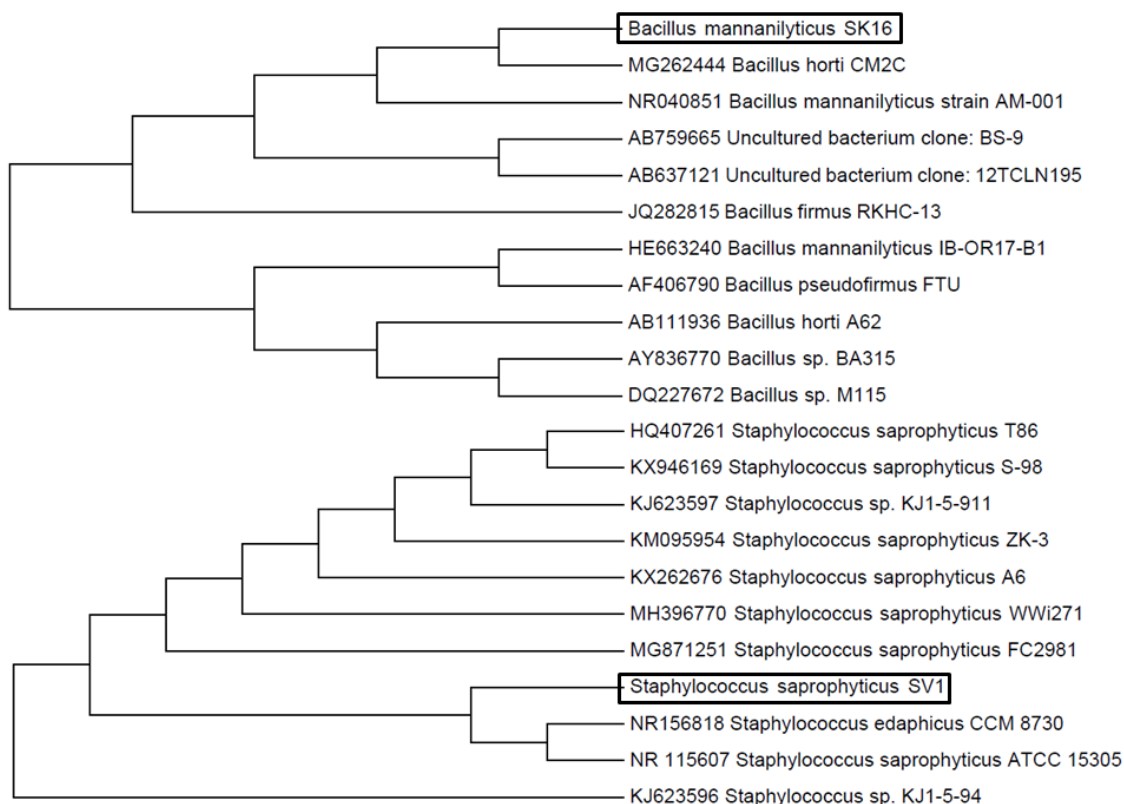 Bacillus mannanilyticus SK16
MG262444 Bacillus horti CM2C
NR040851 Bacillus mannanilyticus strain AM-001
AB759665 Uncultured bacterium clone: BS-9
AB637121 Uncultured bacterium clone: 12TCLN195
JQ282815 Bacillus firmus RKHC-13
HE663240 Bacillus mannanilyticus IB-OR17-B1
AF406790 Bacillus pseudofirmus FTU
AB111936 Bacillus horti A62
AY836770 Bacillus sp. BA315
DQ227672 Bacillus sp. M115
HQ407261 Staphylococcus saprophyticus T86
KX946169 Staphylococcus saprophyticus S-98
KJ623597 Staphylococcus sp. KJ1-5-911
KM095954 Staphylococcus saprophyticus ZK-3
KX262676 Staphylococcus saprophyticus A6
MH396770 Staphylococcus saprophyticus WWi271
MG871251 Staphylococcus saprophyticus FC2981
Staphylococcus saprophyticus SV1
NR156818 Staphylococcus edaphicus CCM 8730
NR 115607 Staphylococcus saprophyticus ATCC 15305
KJ623596 Staphylococcus sp. KJ1-5-94